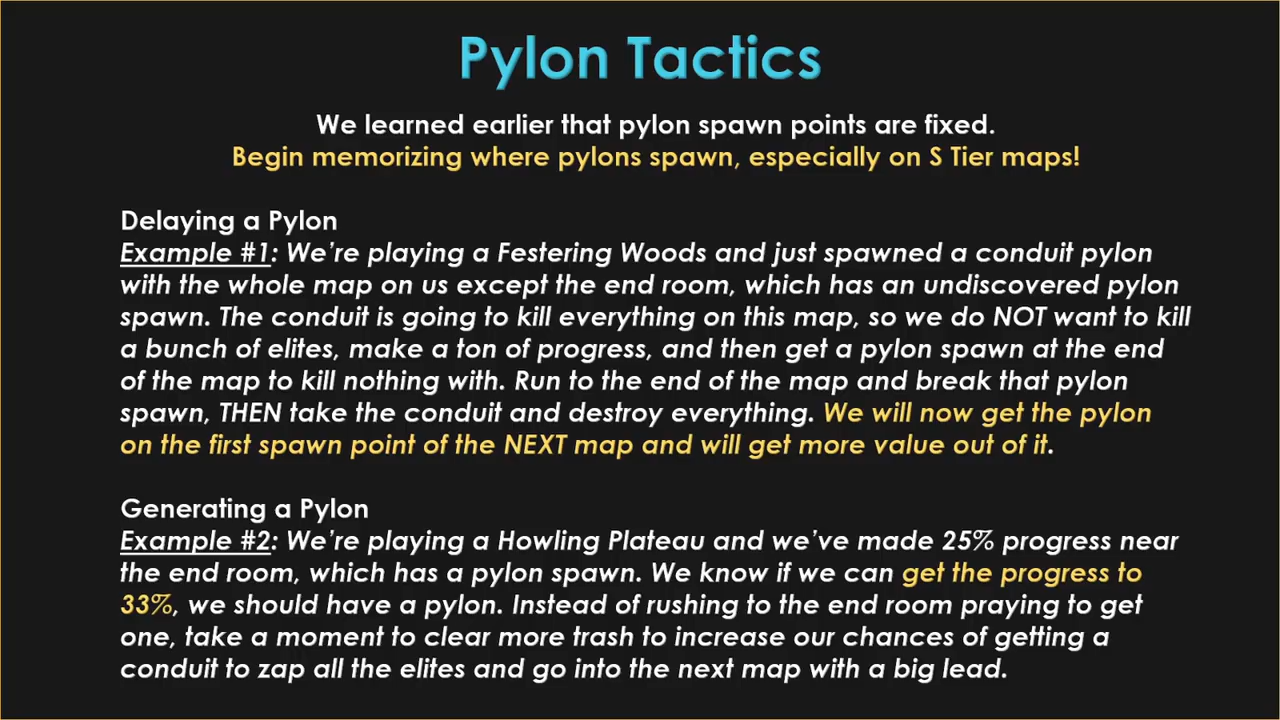 Pylon Tactics
We learned earlier that pylon spawn points are fixed.
Begin memorizing where pylons spawn, especially on S Tier maps!
Delaying a Pylon
Example #1: We're playing a Festering Woods and just spawned a conduit pylon
with the whole map on us except the end room, which has an undiscovered pylon
spawn. The conduit is going to kill everything on this map, so we do NOT want to kill
a bunch of elites, make a ton of progress, and then get a pylon spawn at the end
of the map to kill nothing with. Run to the end of the map and break that pylon
spawn, THEN take the conduit and destroy everything. We will now get the pylon
on the first spawn point of the NEXT map and will get more value out of it.
Generating a Pylon
Example #2: We're playing a Howling Plateau and we've made 25% progress near
the end room, which has a pylon spawn. We know if we can get the progress to
33%, we should have a pylon. Instead of rushing to the end room praying to get
one, take a moment to clear more trash to increase our chances of getting a
conduit to zap all the elites and go into the next map with a big lead.